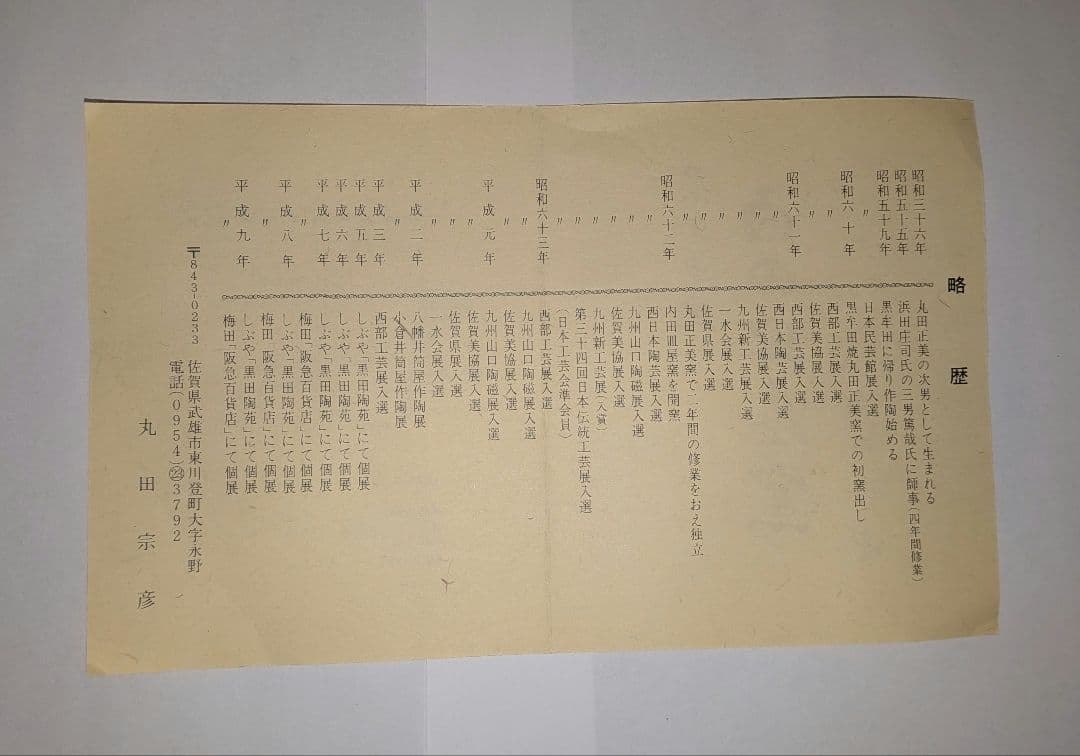 略歴
昭和三十六年 丸田正美の次男として生まれる
昭和五十五年 浜田庄司氏の三男篤哉氏に師事(四年間修業)
昭和五十九年 黒牟田に帰り作陶始める
〃 日本民芸館展入選
昭和六十年 黒牟田焼丸田正美窯での初窯出し
〃 西部工芸展入選
〃 佐賀美協展入選
昭和六十一年 西部工芸展入選
〃 西日本陶芸展入選
〃 佐賀美協展入選
〃 九州新工芸展入選
〃 一水会展入選
〃 佐賀県展入選
〃 丸田正美窯で二年間の修業をおえ独立
昭和六十二年 内田皿屋窯を開窯
〃 西日本陶芸展入選
〃 九州山口陶磁展入選
〃 佐賀美協展入選
〃 九州新工芸展(入賞)
〃 第三十四回日本伝統工芸展入選
〃 (日本工芸会準会員)
昭和六十三年 西部工芸展入選
〃 九州山口陶磁展入選
〃 佐賀美協展入選
平成元年 九州山口陶磁展入選
〃 佐賀美協展入選
〃 佐賀県展入選
〃 一水会展入選
平成二年 八幡井筒屋作陶展
〃 小倉井筒屋作陶展
平成三年 西部工芸展入選
平成五年 しぶや「黒田陶苑」にて個展
平成六年 しぶや「黒田陶苑」にて個展
平成七年 しぶや「黒田陶苑」にて個展
〃 梅田「阪急百貨店」にて個展
平成八年 しぶや「黒田陶苑」にて個展
〃 梅田「阪急百貨店」にて個展
平成九年 しぶや「黒田陶苑」にて個展
梅田「阪急百貨店」にて個展
〒843-0233 佐賀県武雄市東川登町大字永野
電話(0954)㉓3792
丸田宗彦